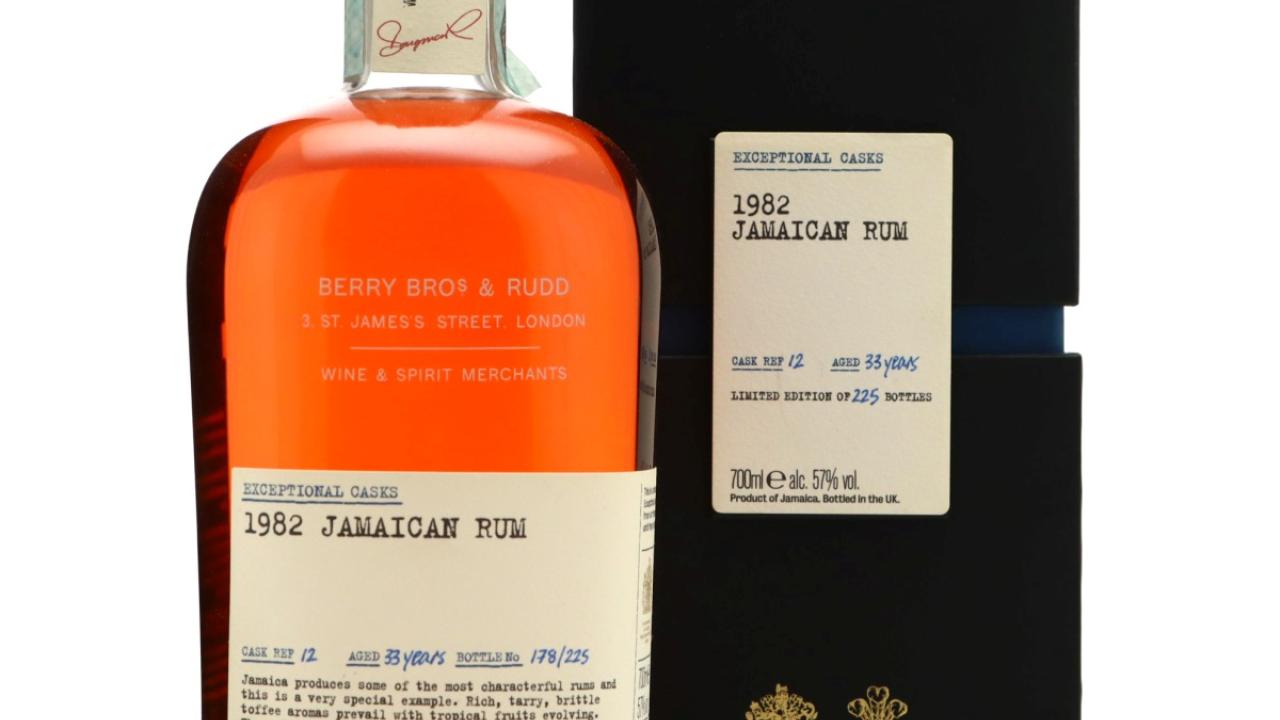 BERRY BROS & RUDD
3. ST. JAMES'S STREET, LONDON
WINE & SPIRIT MERCHANTS
EXCEPTIONAL CASKS
1982 JAMAICAN RUM
CASK REF 12 AGED 33 years BOTTLE No 178/225
Jamaica produces some of the most characterful rums and
this is a very special example. Rich, tarry, brittle
toffee aromas prevail with tropical fruits evolving.
EXCEPTIONAL CASKS
1982
JAMAICAN RUM
CASK REF 12 AGED 33 years
LIMITED EDITION OF 225 BOTTLES
700ml e alc. 57% vol.
Product of Jamaica. Bottled in the UK.